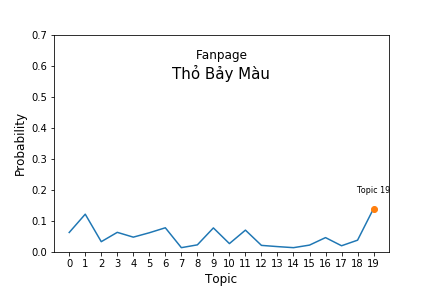 Fanpage
Thỏ Bảy Màu
Topic 19
Probability
0.7
0.6
0.5
0.4
0.3
0.2
0.1
0.0
0 1 2 3 4 5 6 7 8 9 10 11 12 13 14 15 16 17 18 19
Topic